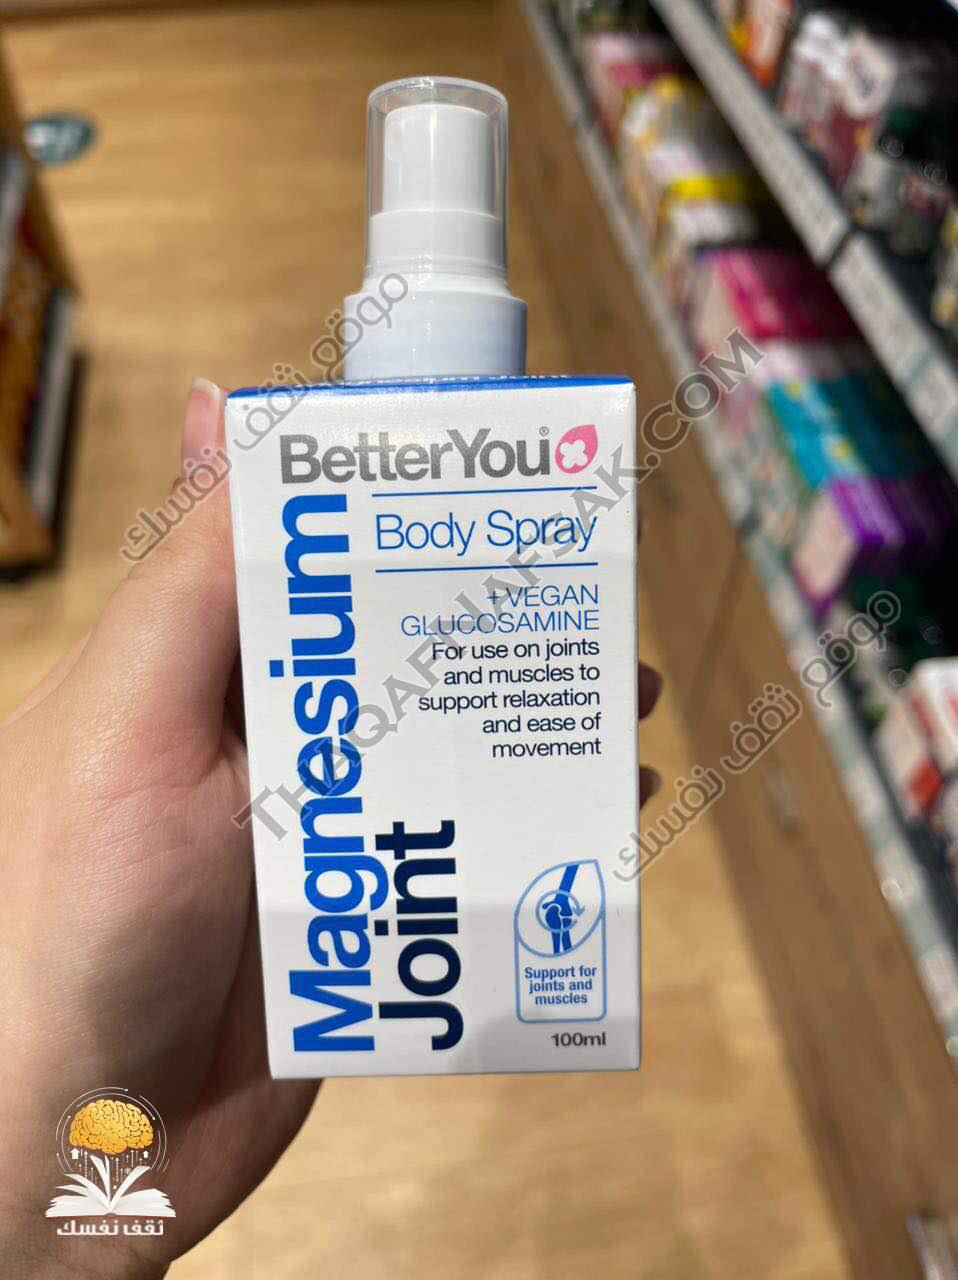 BetterYou®
Body Spray
+VEGAN
GLUCOSAMINE
For use on joints
and muscles to
support relaxation
and ease of
movement
Magnesium
Joint
Support for
joints and
muscles
100ml
موقع ثقف نفسك
THAQAFNAFSAK.COM
موقع ثقف نفسك
ثقف نفسك